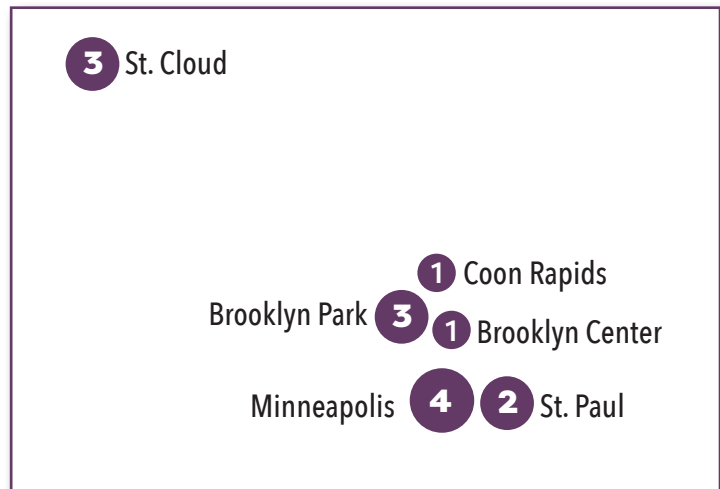 3 St. Cloud
1 Coon Rapids
Brooklyn Park 3
1 Brooklyn Center
Minneapolis 4 2 St. Paul